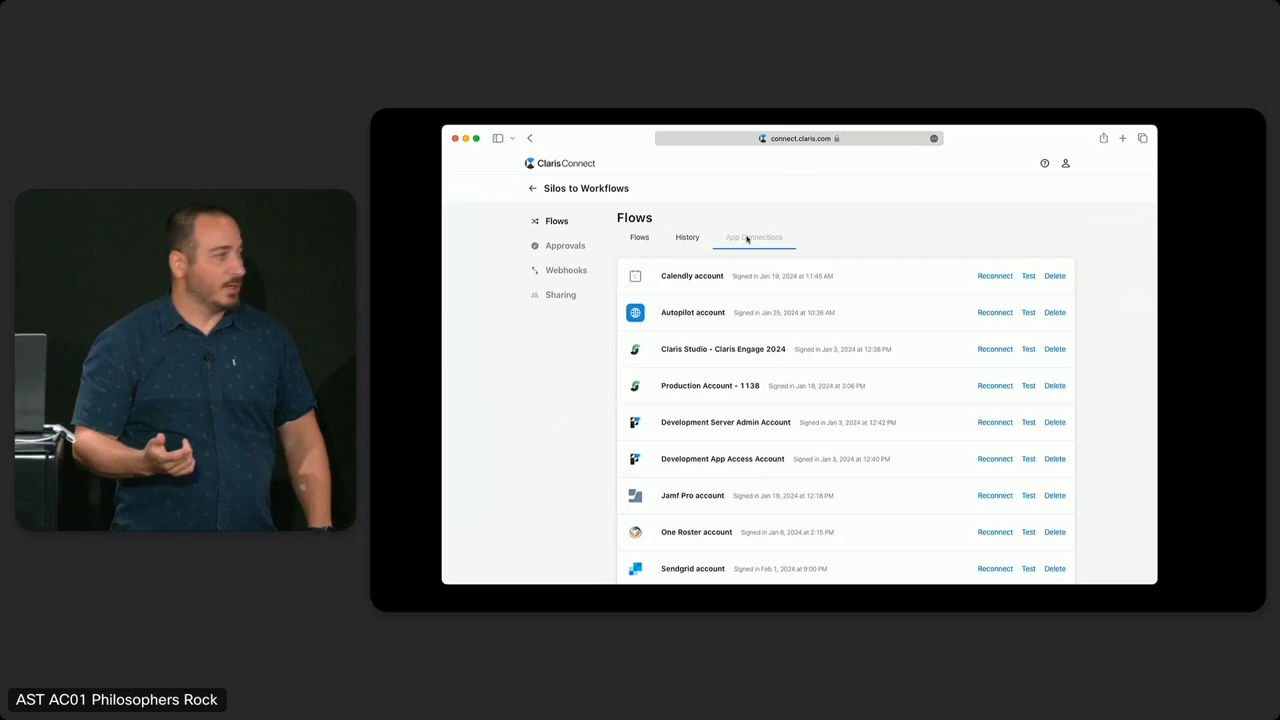 connect.claris.com
Claris Connect
Silos to Workflows
Flows
Approvals
Webhooks
Sharing
Flows
Flows History App Connections
Calendly account Signed in Jan 19, 2024 at 11:45 AM Reconnect Test Delete
Autopilot account Signed in Jan 25, 2024 at 10:26 AM Reconnect Test Delete
Claris Studio - Claris Engage 2024 Signed in Jan 3, 2024 at 12:38 PM Reconnect Test Delete
Production Account - 1138 Signed in Jan 18, 2024 at 3:06 PM Reconnect Test Delete
Development Server Admin Account Signed in Jan 3, 2024 at 12:42 PM Reconnect Test Delete
Development App Access Account Signed in Jan 3, 2024 at 12:40 PM Reconnect Test Delete
Jamf Pro account Signed in Jan 19, 2024 at 12:18 PM Reconnect Test Delete
One Roster account Signed in Jan 8, 2024 at 2:15 PM Reconnect Test Delete
Sendgrid account Signed in Feb 1, 2024 at 9:00 PM Reconnect Test Delete
AST AC01 Philosophers Rock